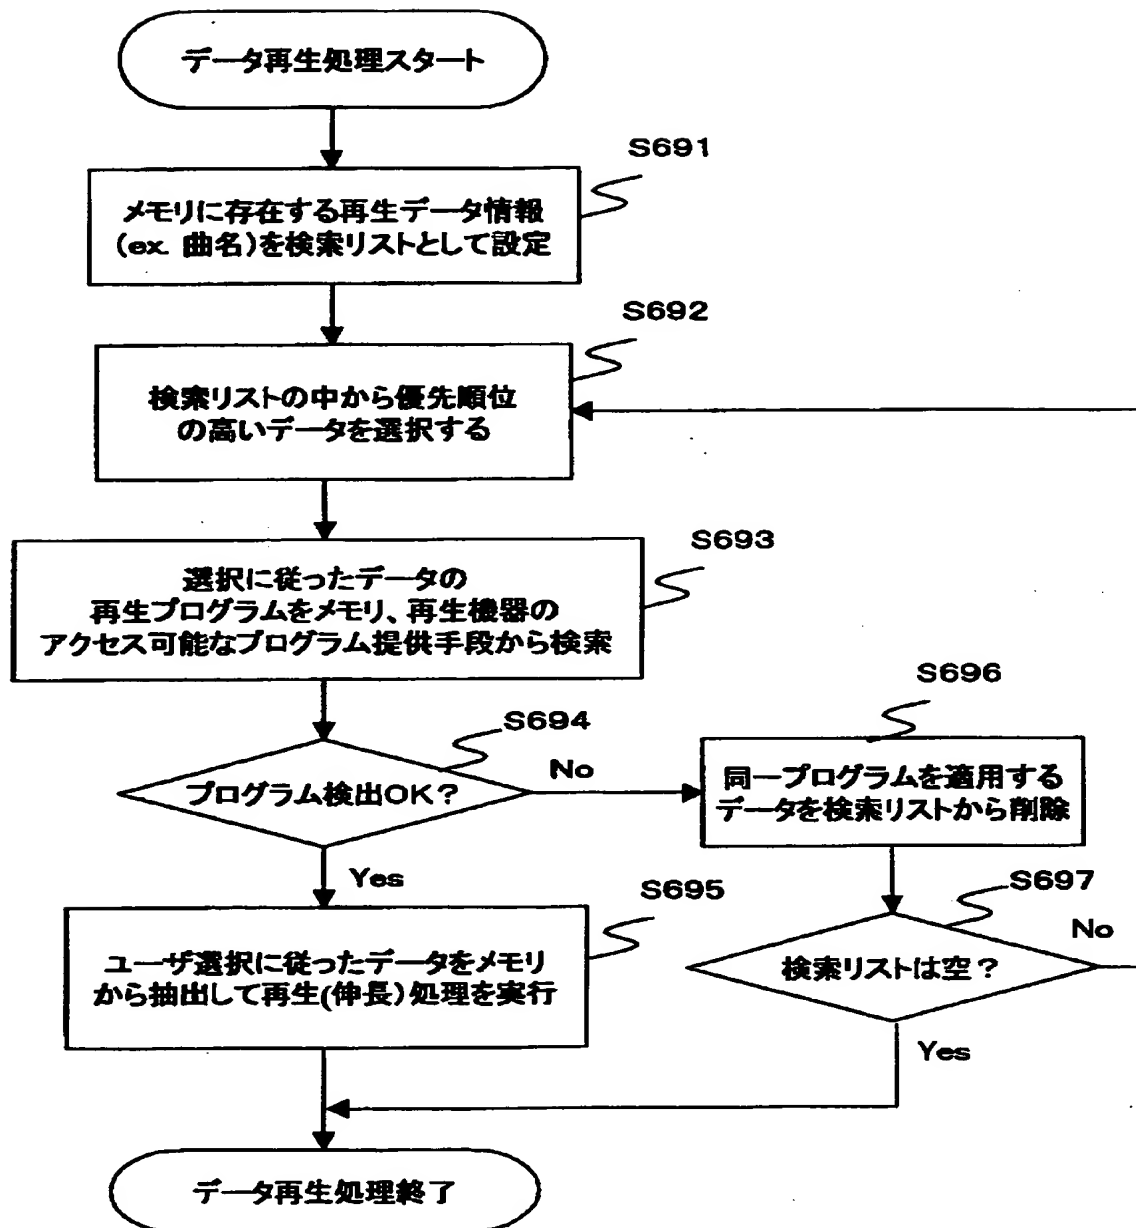 データ再生処理スタート
S691
メモリに存在する再生データ情報
(ex. 曲名)を検索リストとして設定
S692
検索リストの中から優先順位
の高いデータを選択する
S693
選択に従ったデータの
再生プログラムをメモリ、再生機器の
アクセス可能なプログラム提供手段から検索
S694
プログラム検出OK?
No
S696
同一プログラムを適用する
データを検索リストから削除
Yes
S695
ユーザ選択に従ったデータをメモリ
から抽出して再生(伸長)処理を実行
S697
検索リストは空?
No
Yes
データ再生処理終了